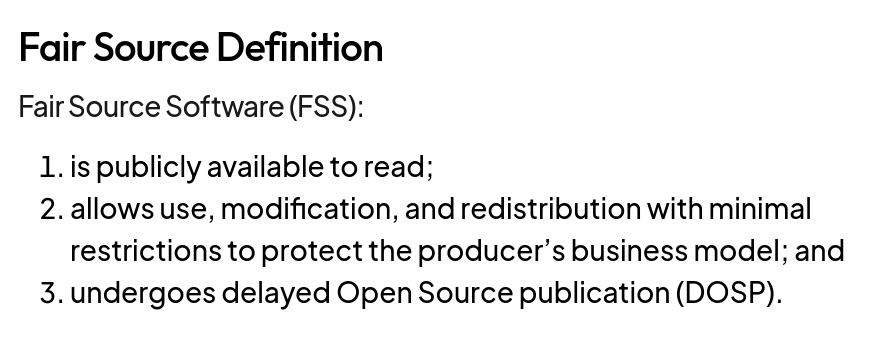 Fair Source Definition
Fair Source Software (FSS):
1. is publicly available to read;
2. allows use, modification, and redistribution with minimal
restrictions to protect the producer’s business model; and
3. undergoes delayed Open Source publication (DOSP).